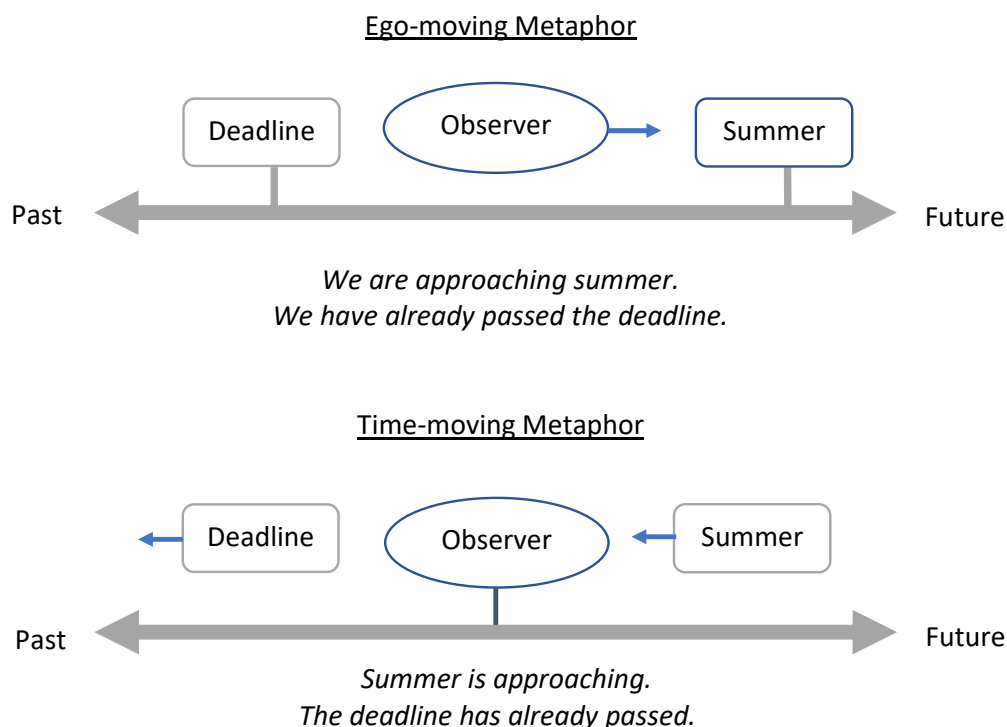 Ego-moving Metaphor
Deadline
Observer
Summer
Past
Future
We are approaching summer.
We have already passed the deadline.
Time-moving Metaphor
Deadline
Observer
Summer
Past
Future
Summer is approaching.
The deadline has already passed.